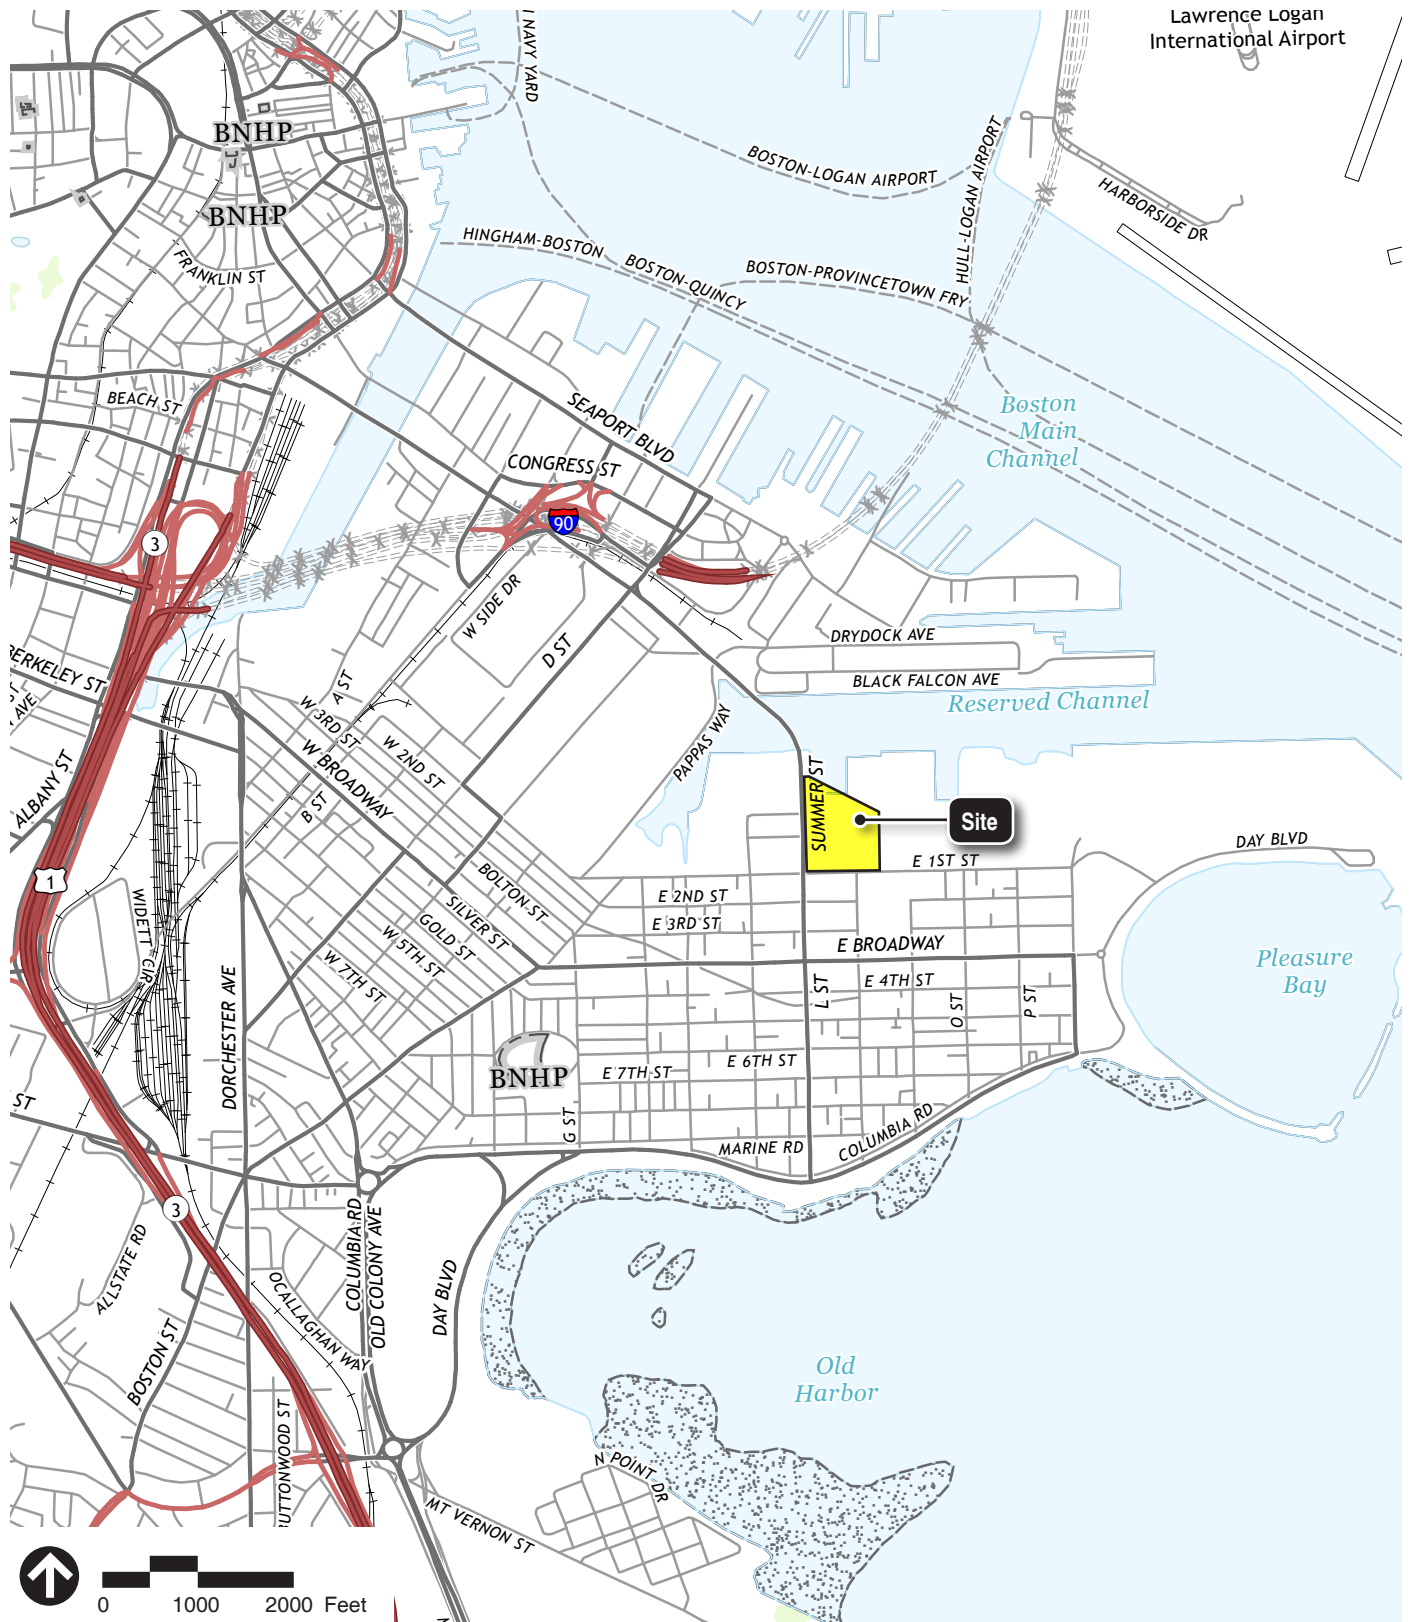 Lawrence Logan
International Airport
NAVY YARD
BNHP
BNHP
FRANKLIN ST
BOSTON-LOGAN AIRPORT
HULL-LOGAN AIRPORT
HARBORSIDE DR
HINGHAM-BOSTON
BOSTON-QUINCY
BOSTON-PROVINCETOWN FRY
BEACH ST
SEAPORT BLVD
CONGRESS ST
Boston
Main
Channel
90
3
W SIDE DR
D ST
DRYDOCK AVE
BLACK FALCON AVE
Reserved Channel
BERKELEY ST
AVE
A ST
W 3RD ST
W 2ND ST
W BROADWAY
B ST
PAPPAS WAY
ALBANY ST
SUMMER ST
Site
DAY BLVD
E 1ST ST
1
WIDETT CIR
BOLTON ST
SILVER ST
GOLD ST
W 5TH ST
W 7TH ST
E 2ND ST
E 3RD ST
E BROADWAY
E 4TH ST
L ST
O ST
P ST
Pleasure
Bay
DORCHESTER AVE
BNHP
E 6TH ST
E 7TH ST
ST
G ST
MARINE RD
COLUMBIA RD
3
ALLSTATE RD
COLUMBIA RD
OLD COLONY AVE
DAY BLVD
OCALLAGHAN WAY
BOSTON ST
Old
Harbor
BUTTONWOOD ST
N POINT DR
MT VERNON ST
0 1000 2000 Feet